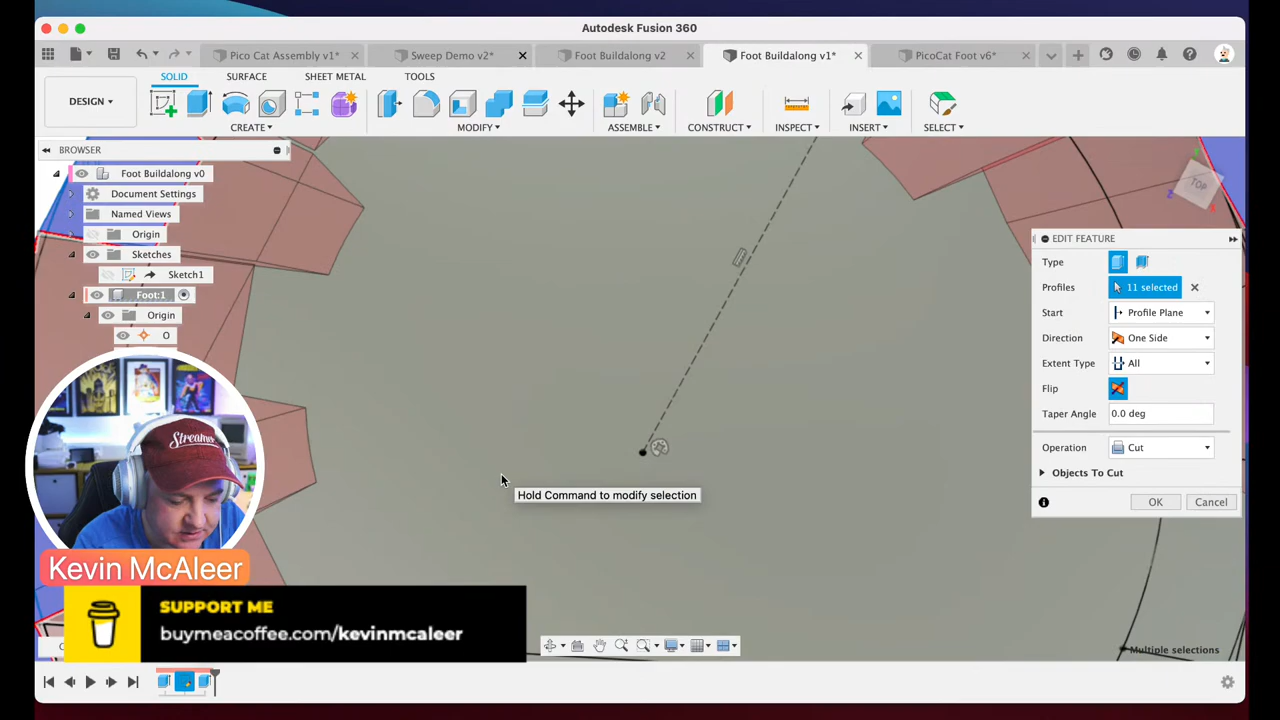 Autodesk Fusion 360
Pico Cat Assembly v1*
Sweep Demo v2*
Foot Buildalong v2
Foot Buildalong v1*
PicoCat Foot v6*
SOLID
SURFACE
SHEET METAL
TOOLS
DESIGN
CREATE
MODIFY
ASSEMBLE
CONSTRUCT
INSPECT
INSERT
SELECT
BROWSER
Foot Buildalong v0
Document Settings
Named Views
Origin
Sketches
Sketch1
Foot:1
Origin
O
TOP
Z
X
EDIT FEATURE
Type
Profiles
11 selected
Start
Profile Plane
Direction
One Side
Extent Type
All
Flip
Taper Angle
0.0 deg
Operation
Cut
Objects To Cut
OK
Cancel
Hold Command to modify selection
Streamer
Kevin McAleer
SUPPORT ME
buymeacoffee.com/kevinmcaleer
Multiple selections